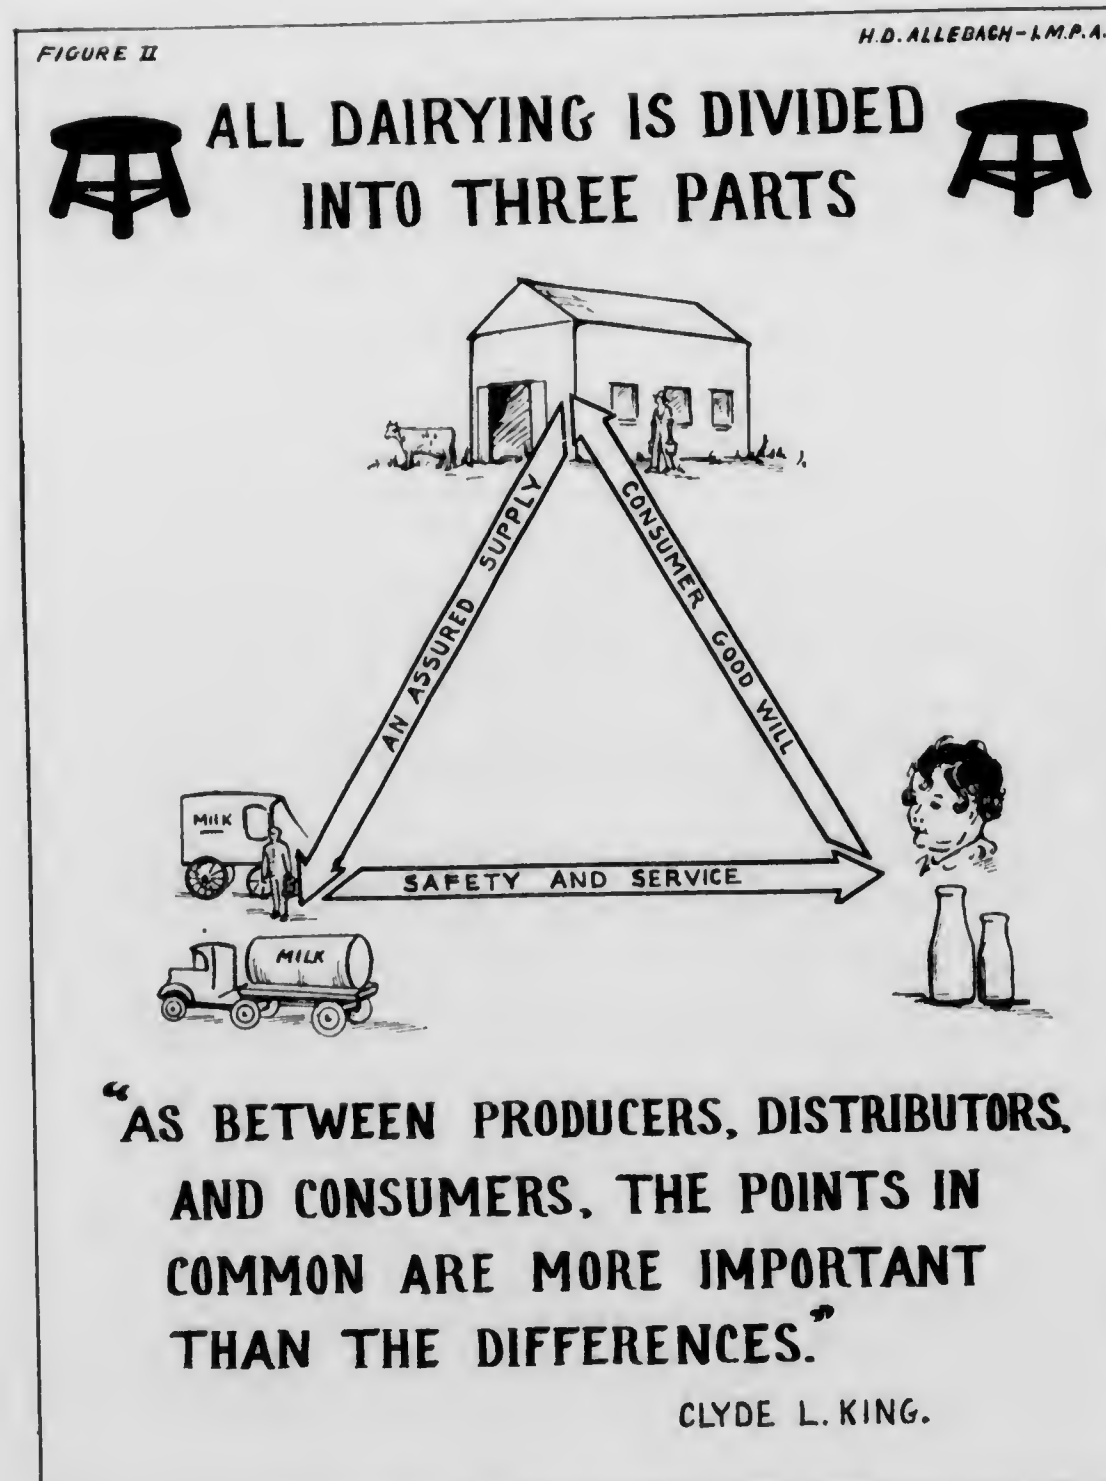 FIGURE II
H.D. ALLEBACH - I.M.P.A.
ALL DAIRYING IS DIVIDED
INTO THREE PARTS
AN ASSURED SUPPLY
CONSUMER GOOD WILL
MILK
SAFETY AND SERVICE
MILK
"AS BETWEEN PRODUCERS, DISTRIBUTORS,
AND CONSUMERS, THE POINTS IN
COMMON ARE MORE IMPORTANT
THAN THE DIFFERENCES."
CLYDE L. KING.